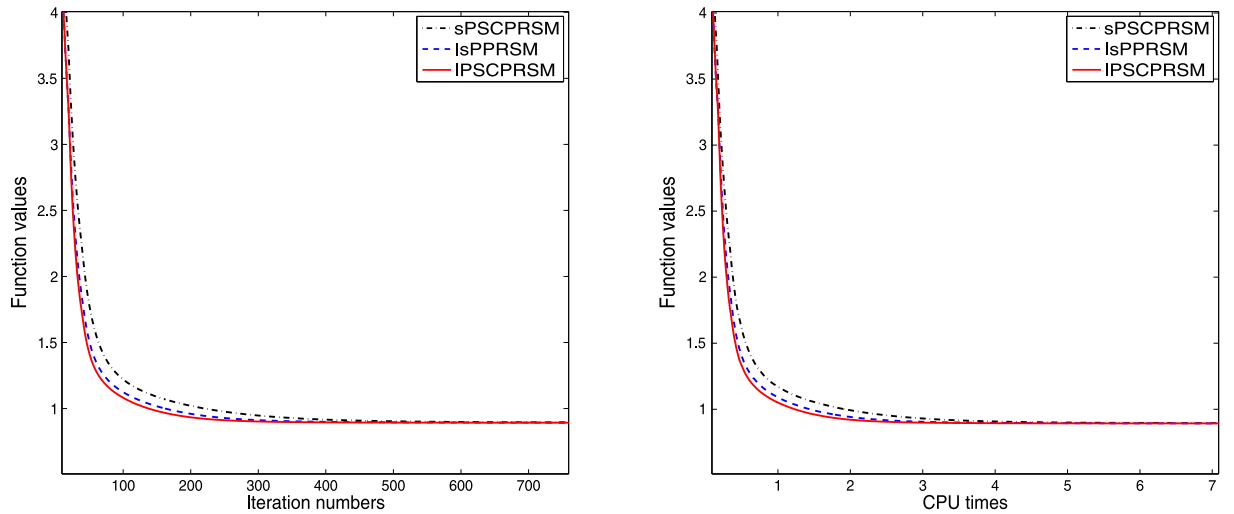 4
3.5
3
2.5
2
1.5
1
Function values
100 200 300 400 500 600 700
Iteration numbers
sPSCPRSM
IsPPRSM
IPSCPRSM
4
3.5
3
2.5
2
1.5
1
Function values
1 2 3 4 5 6 7
CPU times
sPSCPRSM
IsPPRSM
IPSCPRSM